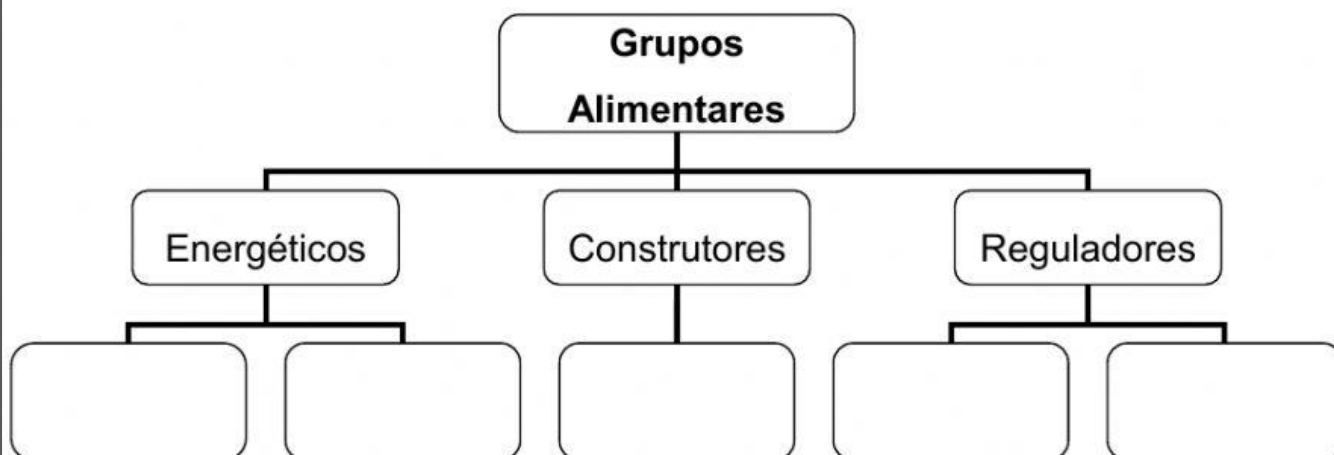 Grupos
Alimentares
Energéticos
Construtores
Reguladores